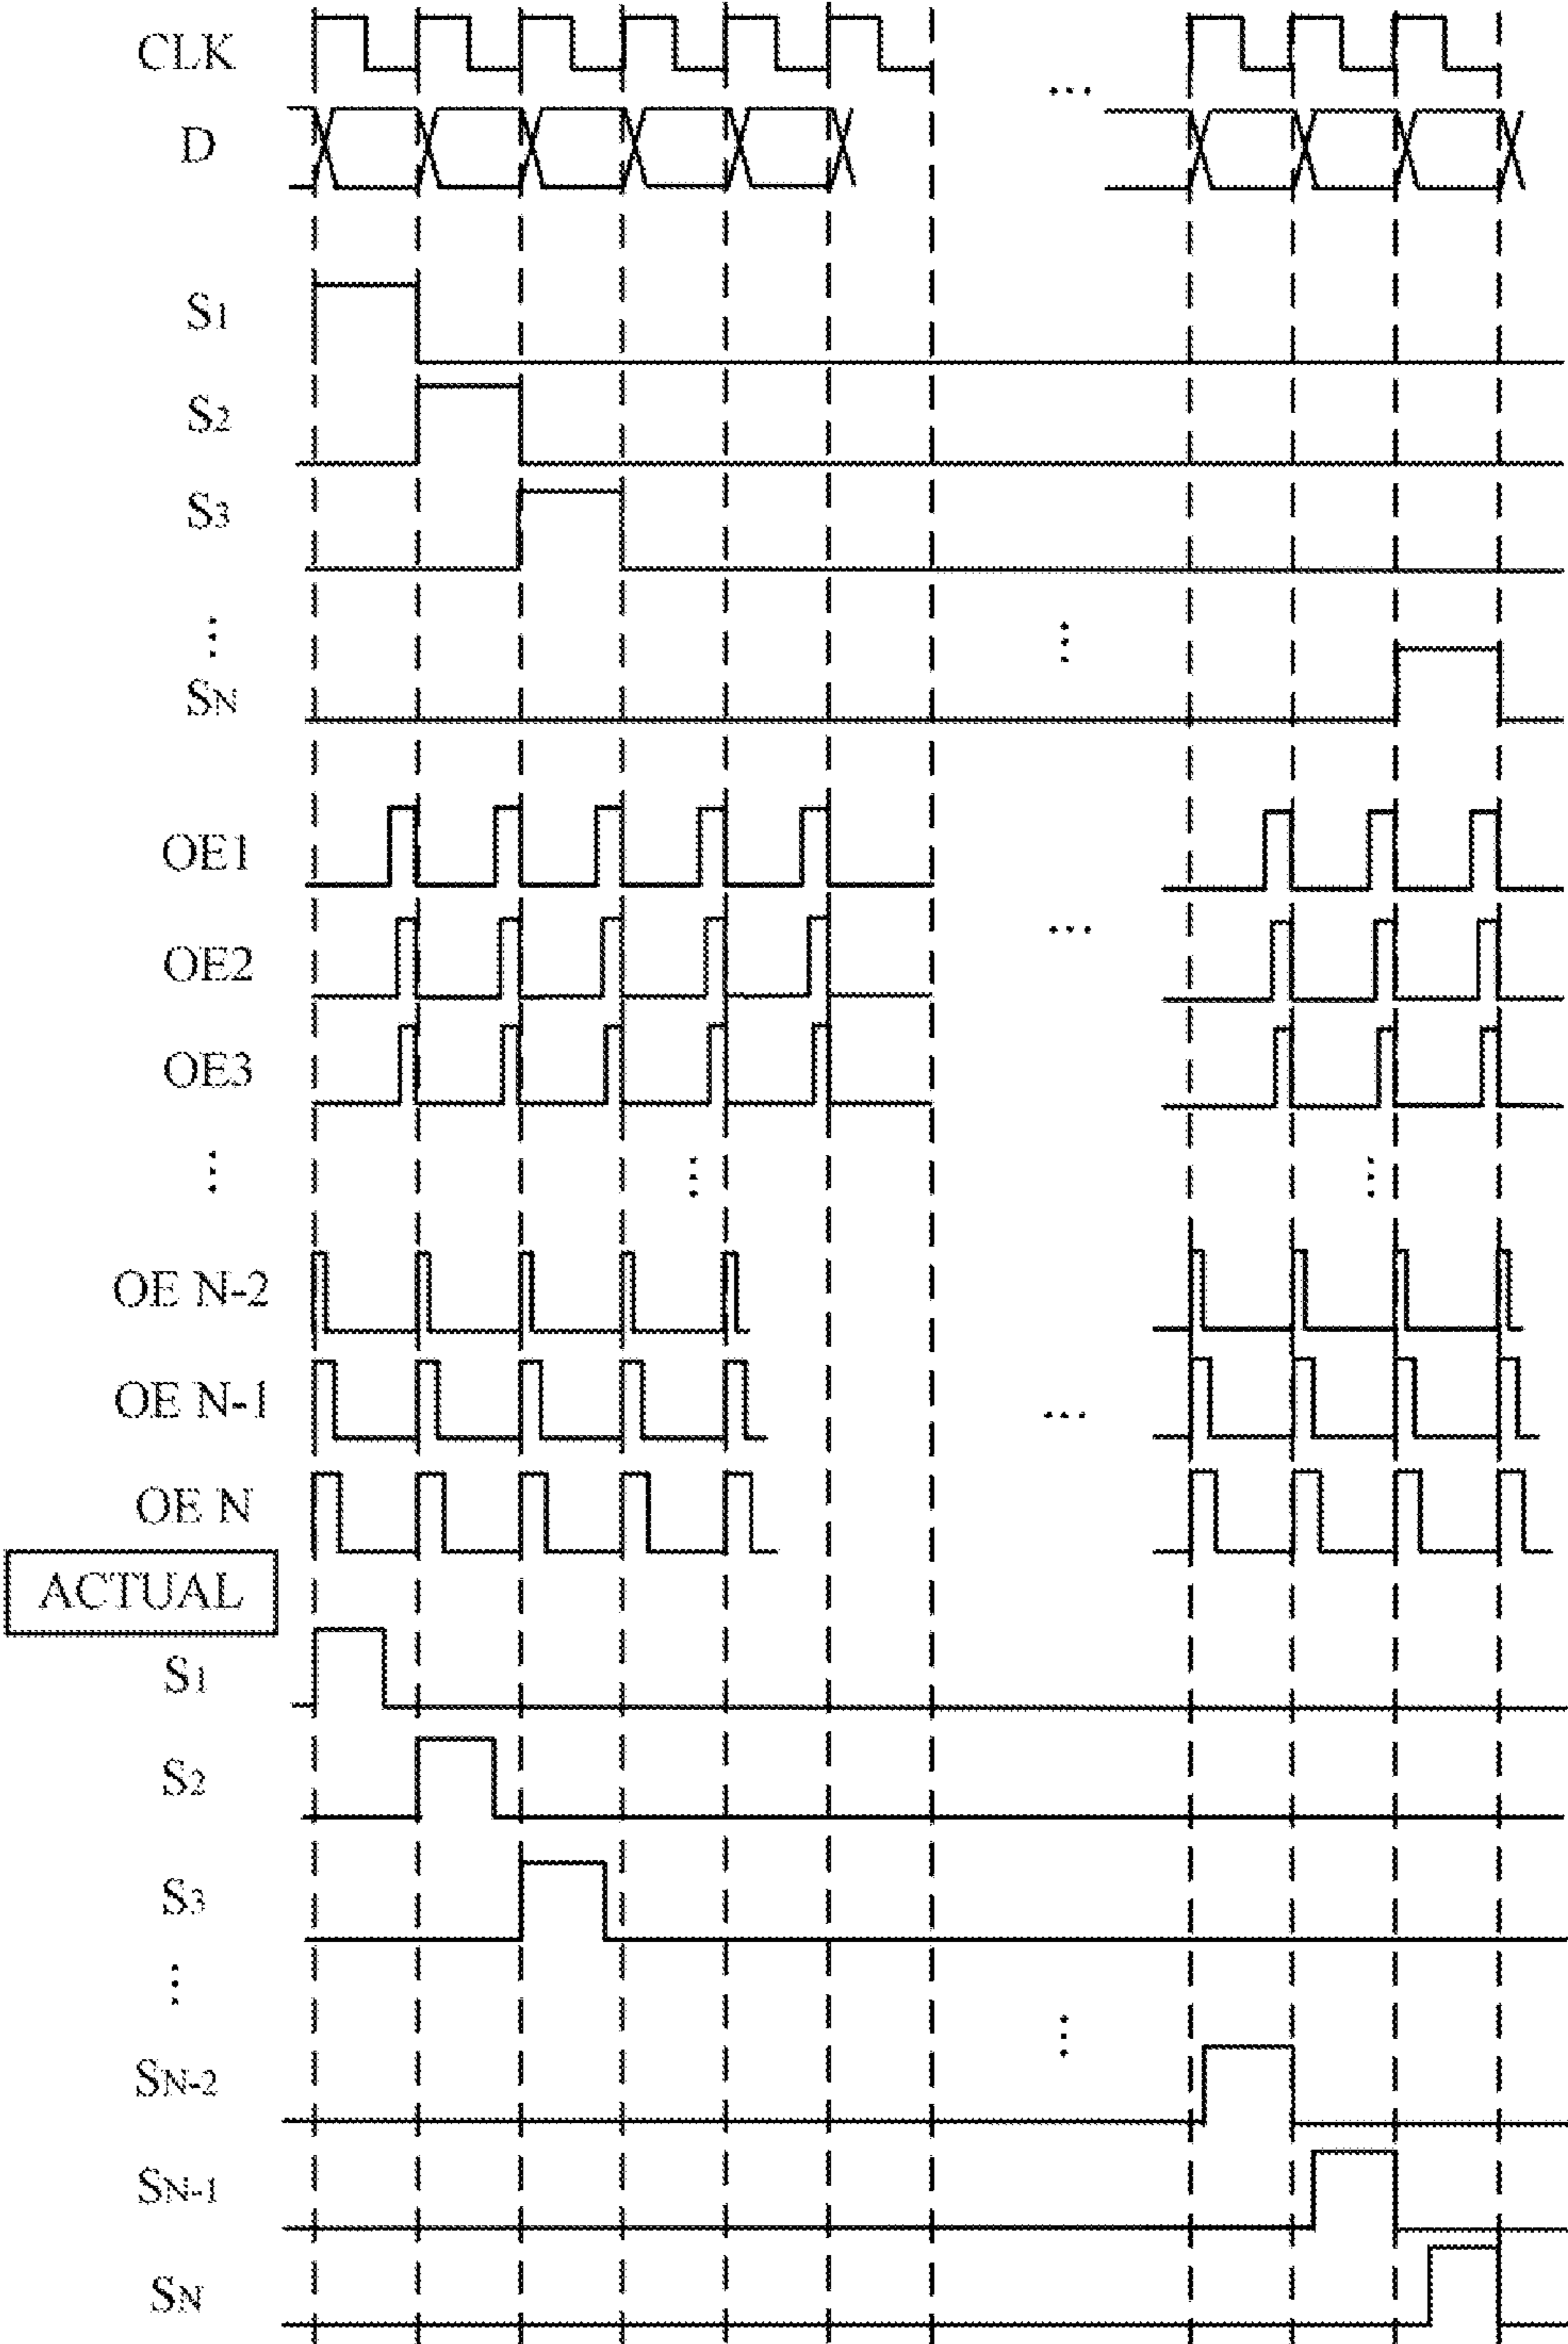 CLK
...
D
S1
S2
S3
⋮ ⋮
SN
OE1
OE2 ...
OE3
⋮ ⋮ ⋮
OE N-2
OE N-1 ...
OE N
ACTUAL
S1
S2
S3
⋮ ⋮
SN-2
SN-1
SN